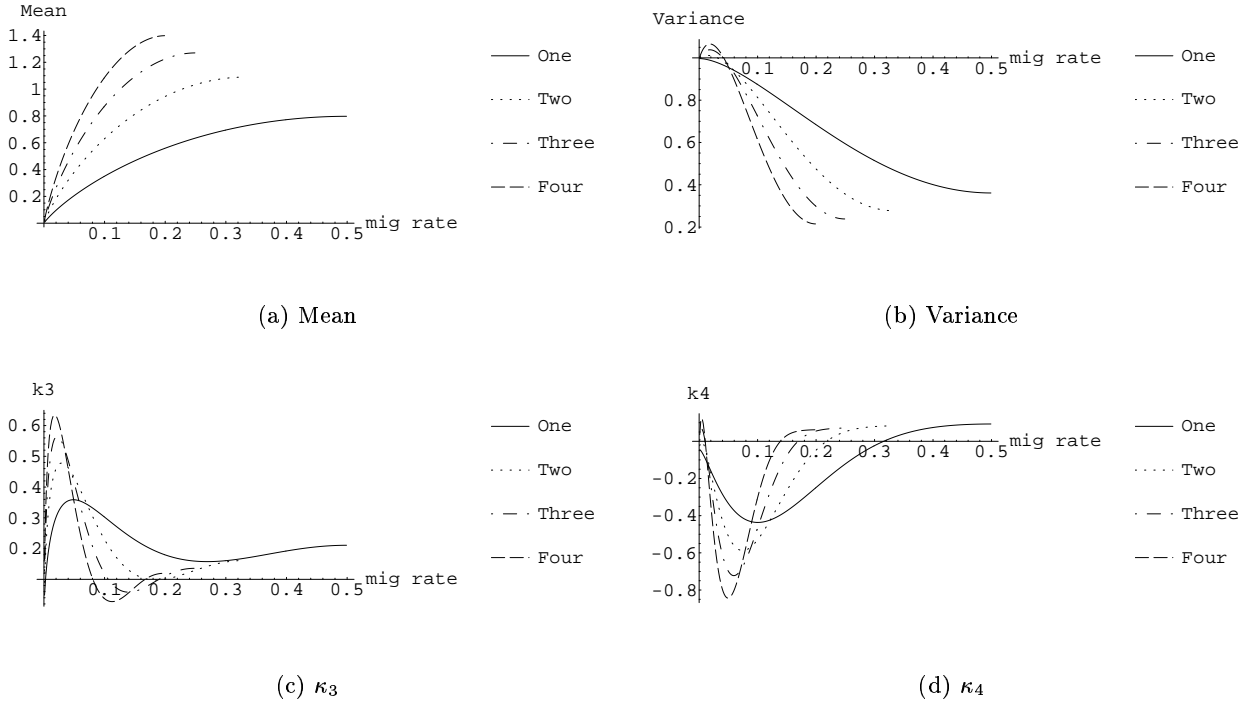 Mean
1.4
1.2
1
0.8
0.6
0.4
0.2
0.1 0.2 0.3 0.4 0.5
mig rate
One
Two
Three
Four
(a) Mean
Variance
0.8
0.6
0.4
0.2
0.1 0.2 0.3 0.4 0.5
mig rate
One
Two
Three
Four
(b) Variance
k3
0.6
0.5
0.4
0.3
0.2
0.1 0.2 0.3 0.4 0.5
mig rate
One
Two
Three
Four
(c) κ₃
k4
-0.2
-0.4
-0.6
-0.8
0.1 0.2 0.3 0.4 0.5
mig rate
One
Two
Three
Four
(d) κ₄